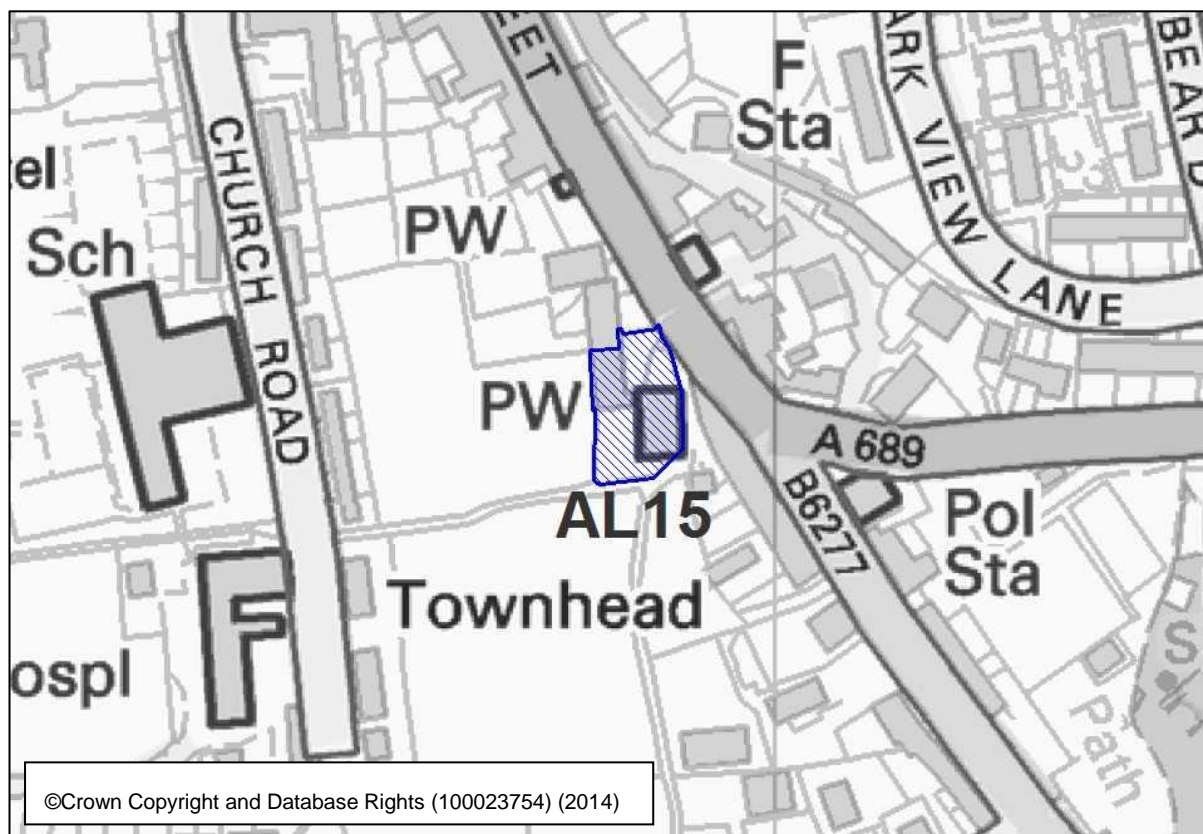 EET
F
Sta
ARK VIEW LANE
BEAR D
CHURCH ROAD
el
Sch
PW
PW
A 689
B6277
AL15
Pol
Sta
Townhead
ospl
S
Path
©Crown Copyright and Database Rights (100023754) (2014)